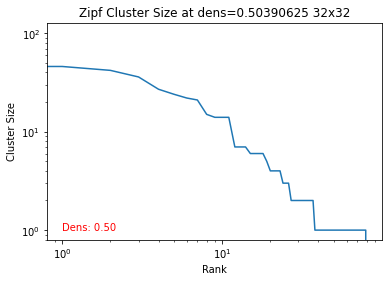 Zipf Cluster Size at dens=0.50390625 32x32
Cluster Size
10²
10¹
10⁰
Dens: 0.50
10⁰ 10¹
Rank